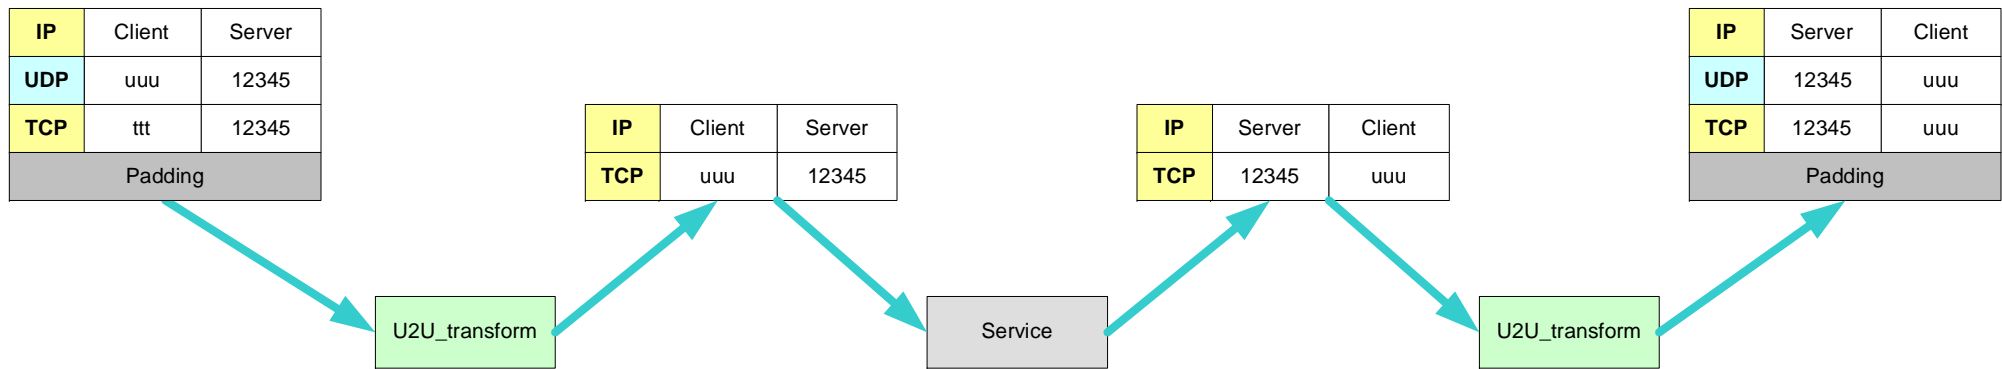 IP Client Server
UDP uuu 12345
TCP ttt 12345
Padding
IP Client Server
TCP uuu 12345
IP Server Client
TCP 12345 uuu
IP Server Client
UDP 12345 uuu
TCP 12345 uuu
Padding
U2U_transform
Service
U2U_transform